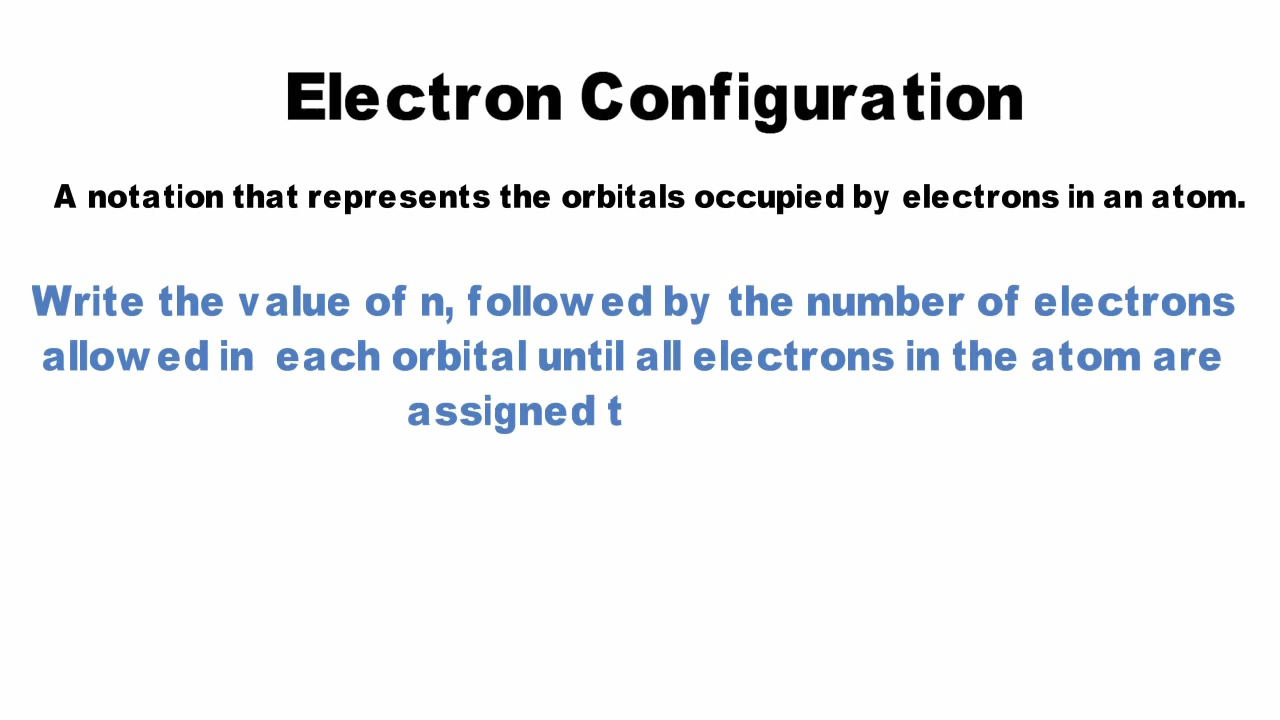 Electron Configuration
A notation that represents the orbitals occupied by electrons in an atom.
Write the value of n, followed by the number of electrons
allowed in each orbital until all electrons in the atom are
assigned t